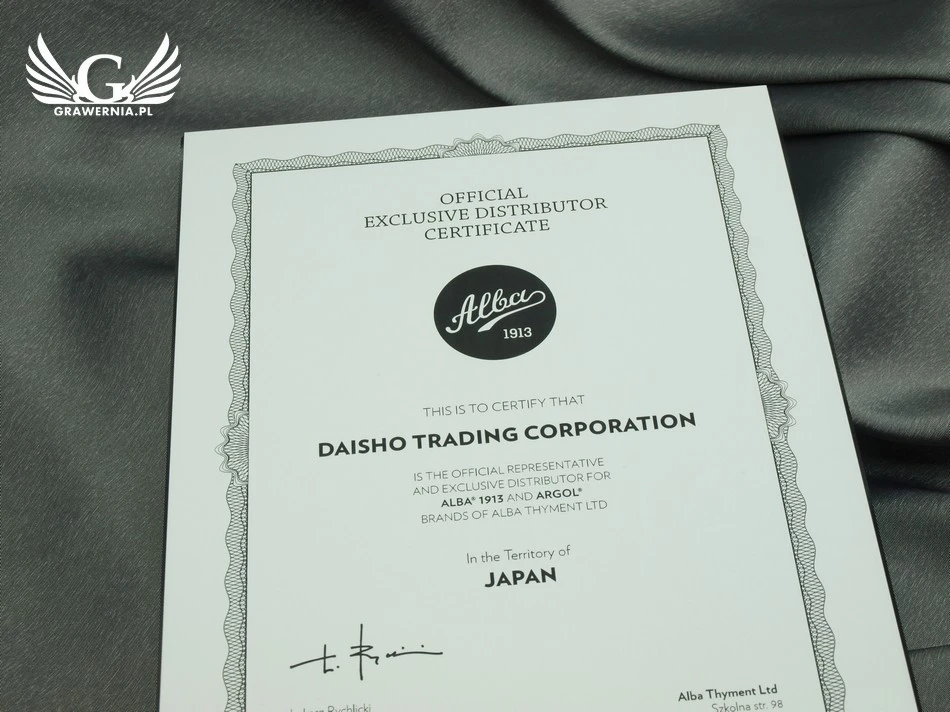 G
GRAWERNIA.PL
OFFICIAL
EXCLUSIVE DISTRIBUTOR
CERTIFICATE
Alba
1913
THIS IS TO CERTIFY THAT
DAISHO TRADING CORPORATION
IS THE OFFICIAL REPRESENTATIVE
AND EXCLUSIVE DISTRIBUTOR FOR
ALBA® 1913 AND ARGOL®
BRANDS OF ALBA THYMENT LTD
In the Territory of
JAPAN
Rychlicki
Alba Thyment Ltd
Szkolna str. 98